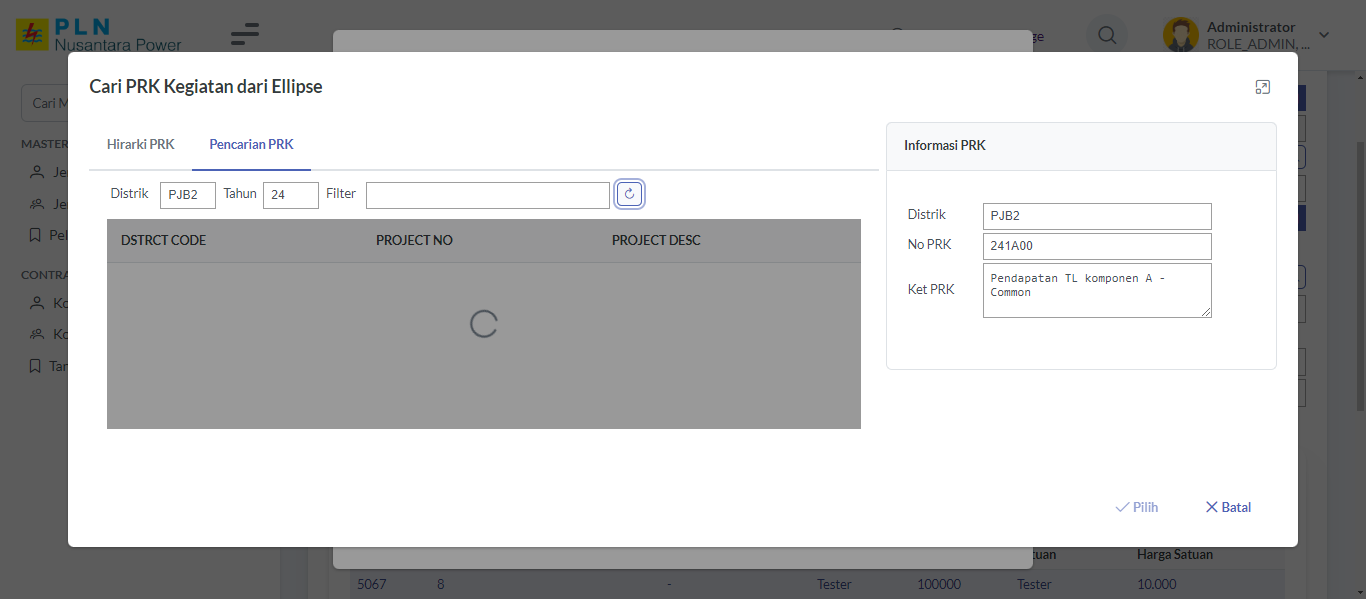 PLN
Nusantara Power
Administrator
ROLE_ADMIN, ...
Cari PRK Kegiatan dari Ellipse
Cari M
Hirarki PRK
Pencarian PRK
Informasi PRK
MASTER
Distrik
PJB2
Tahun
24
Filter
Distrik
PJB2
No PRK
241A00
Ket PRK
Pendapatan TL komponen A -
Common
DSTRCT CODE
PROJECT NO
PROJECT DESC
Je
Je
Pel
CONTRA
Ko
Ko
Tan
Pilih
Batal
tuan
Harga Satuan
5067
8
-
Tester
100000
Tester
10.000